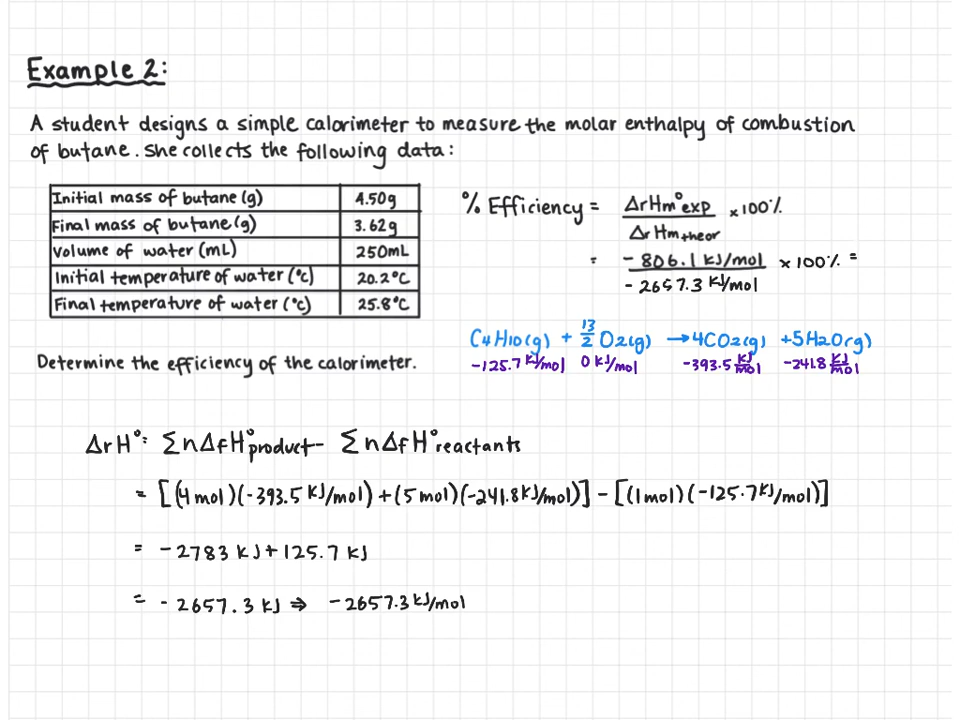 Example 2:
A student designs a simple calorimeter to measure the molar enthalpy of combustion
of butane. She collects the following data:
Initial mass of butane (g) 4.50g
Final mass of butane (g) 3.62g
Volume of water (mL) 250mL
Initial temperature of water (°C) 20.2°C
Final temperature of water (°C) 25.8°C
% Efficiency = ΔrHm°exp / ΔrHmtheor × 100%
= -806.1 kJ/mol / -2657.3 kJ/mol × 100% =
C4H10(g) + 13/2 O2(g) → 4CO2(g) + 5H2O(g)
-125.7 kJ/mol 0 kJ/mol -393.5 kJ/mol -241.8 kJ/mol
Determine the efficiency of the calorimeter.
ΔrH° = ΣnΔfH°product - ΣnΔfH°reactants
= [(4 mol)(-393.5 kJ/mol) + (5 mol)(-241.8 kJ/mol)] - [(1 mol)(-125.7 kJ/mol)]
= -2783 kJ + 125.7 kJ
= -2657.3 kJ ⇒ -2657.3 kJ/mol